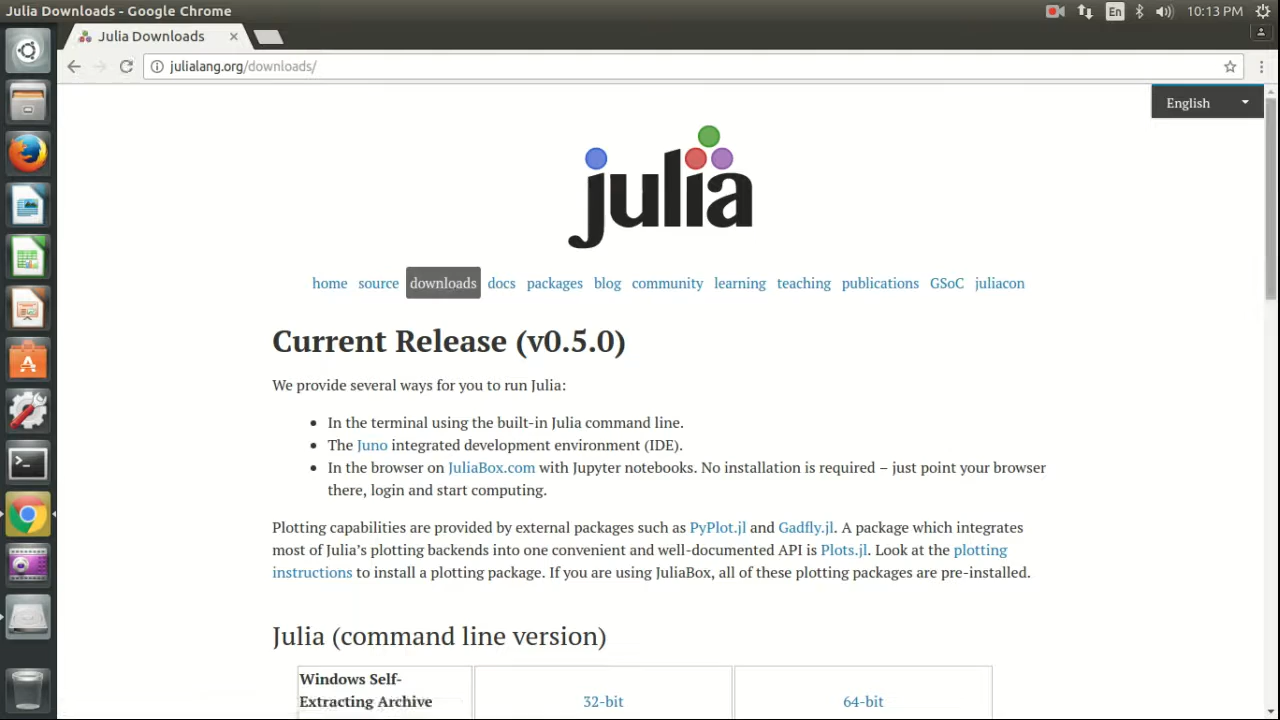 Julia Downloads - Google Chrome
En
10:13 PM
Julia Downloads
julialang.org/downloads/
English
julia
home source downloads docs packages blog community learning teaching publications GSoC juliacon
Current Release (v0.5.0)
We provide several ways for you to run Julia:
In the terminal using the built-in Julia command line.
The Juno integrated development environment (IDE).
In the browser on JuliaBox.com with Jupyter notebooks. No installation is required – just point your browser
there, login and start computing.
Plotting capabilities are provided by external packages such as PyPlot.jl and Gadfly.jl. A package which integrates
most of Julia’s plotting backends into one convenient and well-documented API is Plots.jl. Look at the plotting
instructions to install a plotting package. If you are using JuliaBox, all of these plotting packages are pre-installed.
Julia (command line version)
Windows Self-
Extracting Archive 32-bit 64-bit